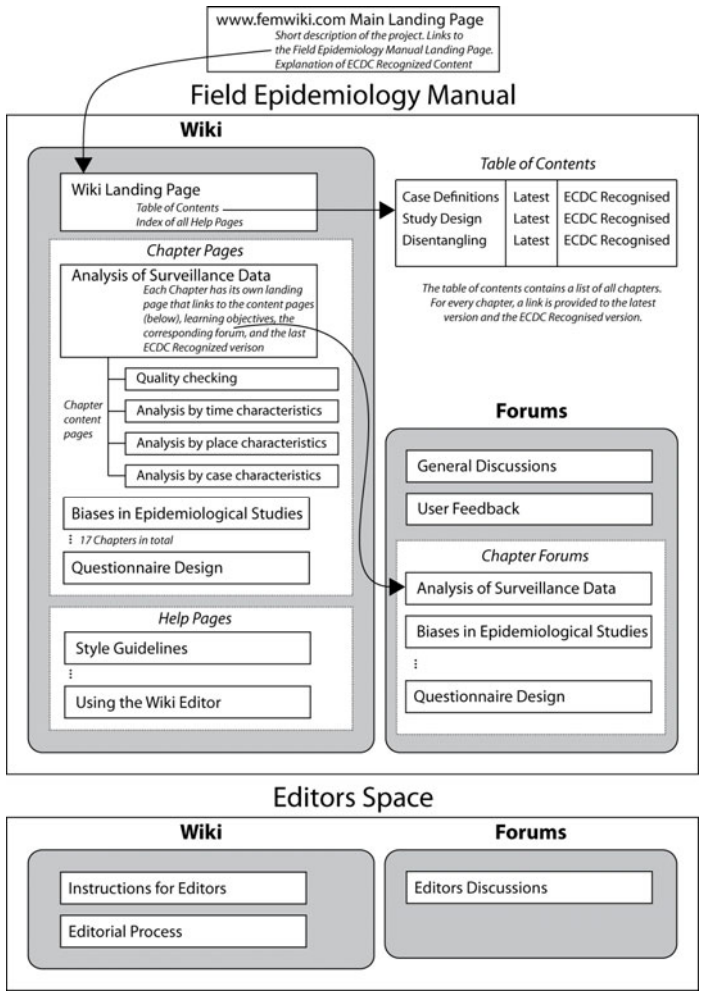 www.femwiki.com Main Landing Page
Short description of the project. Links to
the Field Epidemiology Manual Landing Page.
Explanation of ECDC Recognized Content
Field Epidemiology Manual
Wiki
Wiki Landing Page
Table of Contents
Index of all Help Pages
Table of Contents
Case Definitions Latest ECDC Recognised
Study Design Latest ECDC Recognised
Disentangling Latest ECDC Recognised
The table of contents contains a list of all chapters.
For every chapter, a link is provided to the latest
version and the ECDC Recognised version.
Chapter Pages
Analysis of Surveillance Data
Each Chapter has its own landing
page that links to the content pages
(below), learning objectives, the
corresponding forum, and the last
ECDC Recognized verison
Chapter
content
pages
Quality checking
Analysis by time characteristics
Analysis by place characteristics
Analysis by case characteristics
Biases in Epidemiological Studies
⋮ 17 Chapters in total
Questionnaire Design
Help Pages
Style Guidelines
⋮
Using the Wiki Editor
Forums
General Discussions
User Feedback
Chapter Forums
Analysis of Surveillance Data
Biases in Epidemiological Studies
⋮
Questionnaire Design
Editors Space
Wiki
Instructions for Editors
Editorial Process
Forums
Editors Discussions